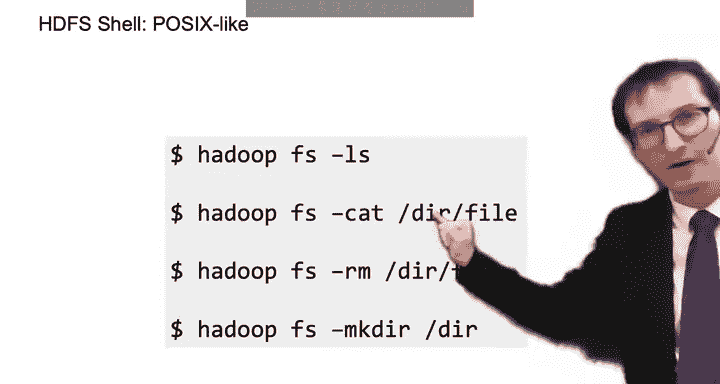 HDFS Shell: POSIX-like
$ hadoop fs –ls
$ hadoop fs –cat /dir/file
$ hadoop fs –rm
$ hadoop fs –mkdir /dir